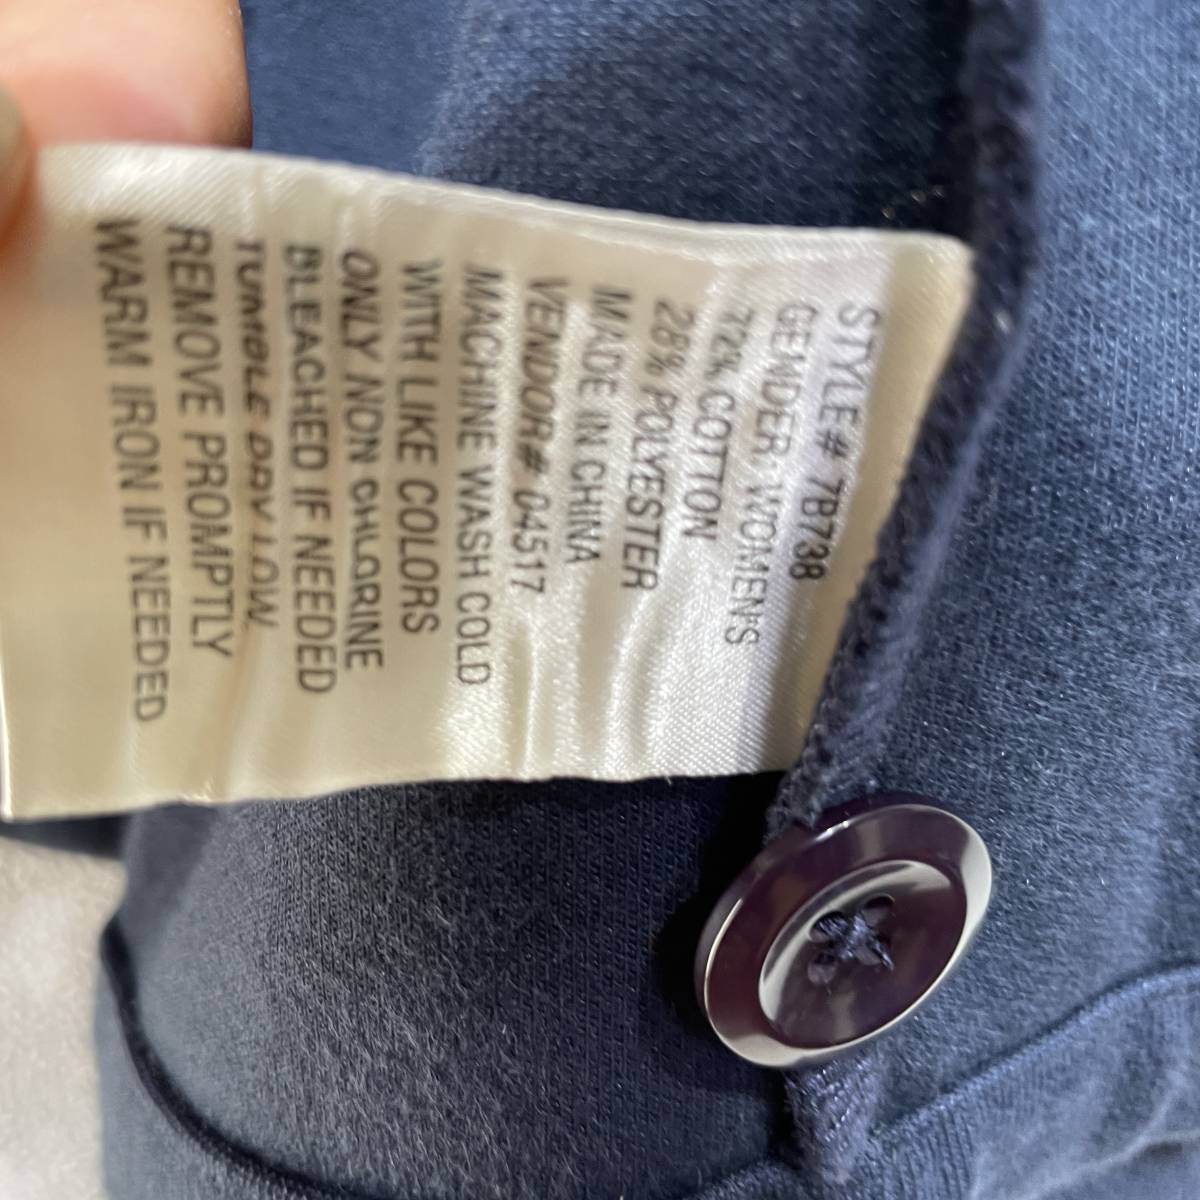 STYLE# 7B738
GENDER: WOMEN'S
72% COTTON
28% POLYESTER
MADE IN CHINA
VENDOR# 04517
MACHINE WASH COLD
WITH LIKE COLORS
ONLY NON CHLORINE
BLEACHED IF NEEDED
TUMBLE DRY LOW
REMOVE PROMPTLY
WARM IRON IF NEEDED